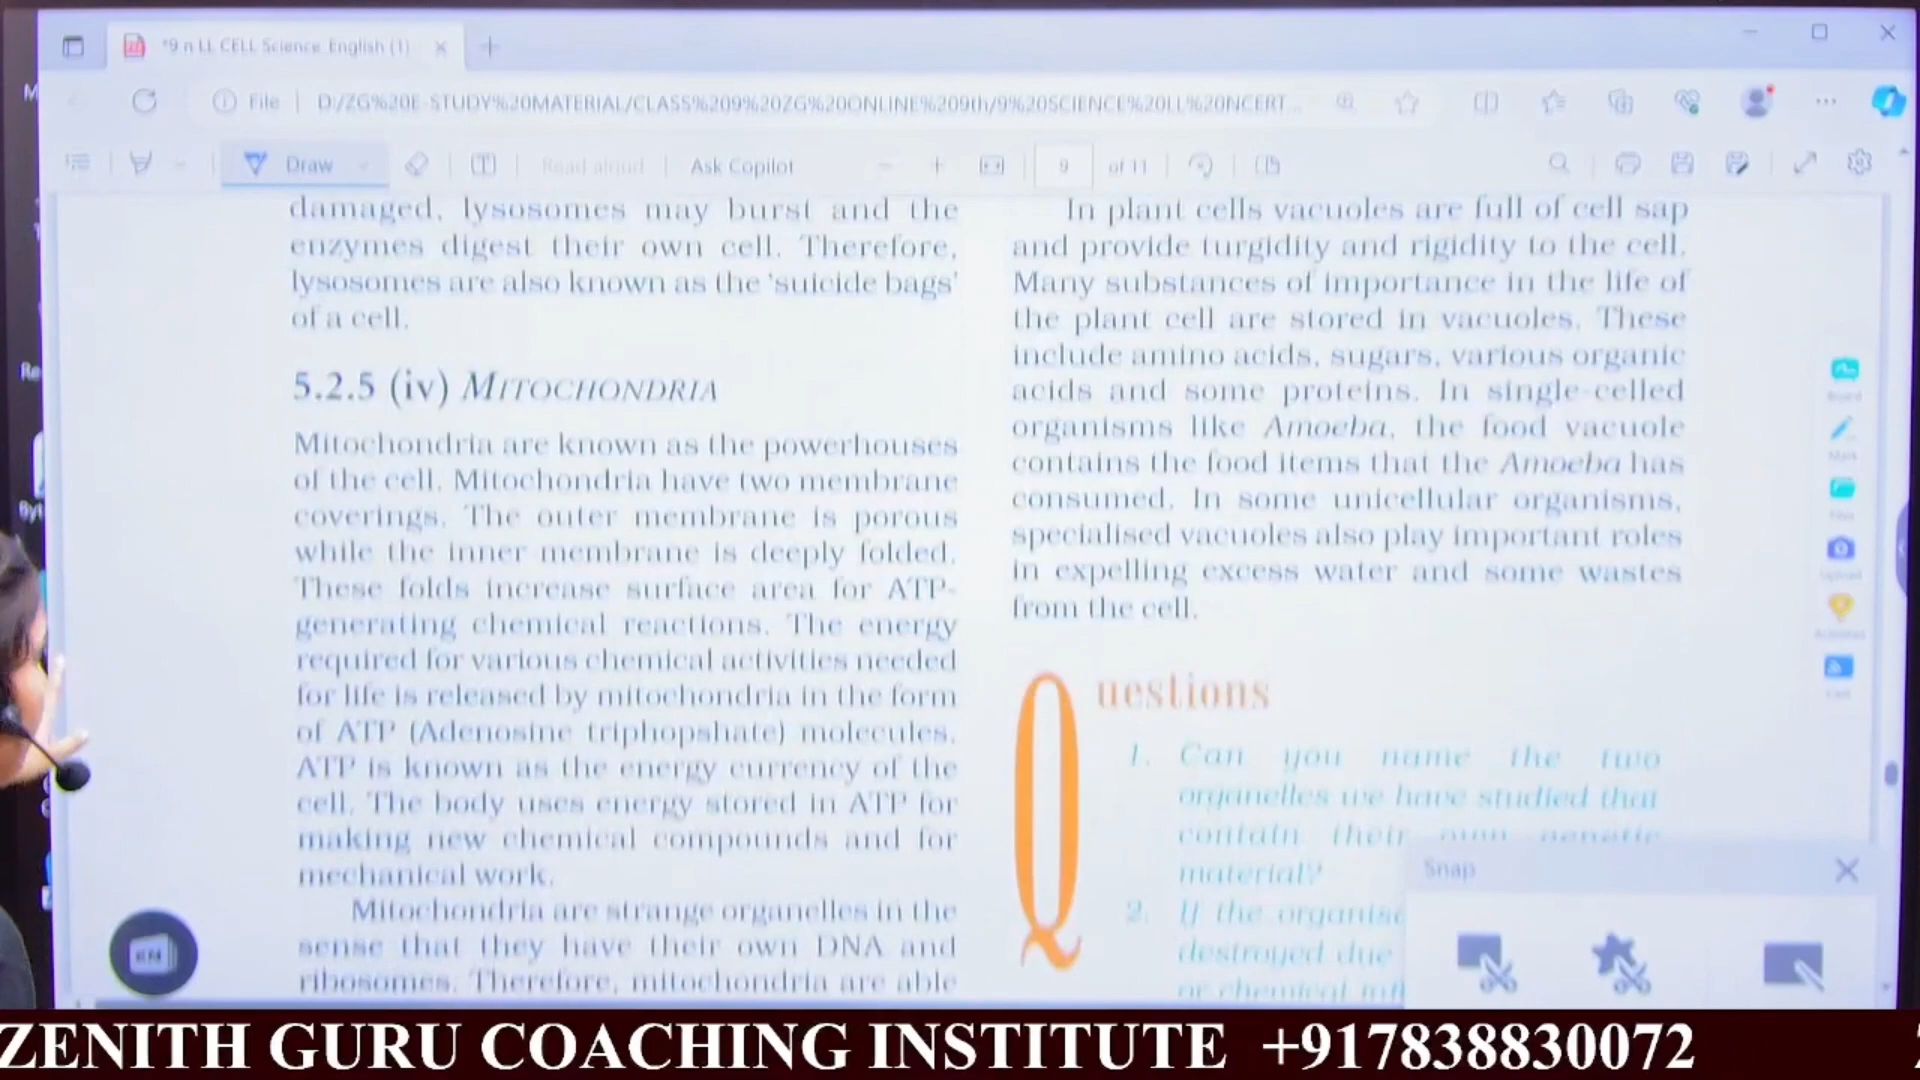 *9 n LL CELL Science English (1)
File
D:/ZG%20E-STUDY%20MATERIAL/CLASS%209%20ZG%20ONLINE%209th/9%20SCIENCE%20LL%20NCERT...
Draw
Read aloud
Ask Copilot
9 of 11
damaged, lysosomes may burst and the
enzymes digest their own cell. Therefore,
lysosomes are also known as the 'suicide bags'
of a cell.
5.2.5 (iv) MITOCHONDRIA
Mitochondria are known as the powerhouses
of the cell. Mitochondria have two membrane
coverings. The outer membrane is porous
while the inner membrane is deeply folded.
These folds increase surface area for ATP-
generating chemical reactions. The energy
required for various chemical activities needed
for life is released by mitochondria in the form
of ATP (Adenosine triphopshate) molecules.
ATP is known as the energy currency of the
cell. The body uses energy stored in ATP for
making new chemical compounds and for
mechanical work.
Mitochondria are strange organelles in the
sense that they have their own DNA and
ribosomes. Therefore, mitochondria are able
In plant cells vacuoles are full of cell sap
and provide turgidity and rigidity to the cell.
Many substances of importance in the life of
the plant cell are stored in vacuoles. These
include amino acids, sugars, various organic
acids and some proteins. In single-celled
organisms like Amoeba, the food vacuole
contains the food items that the Amoeba has
consumed. In some unicellular organisms,
specialised vacuoles also play important roles
in expelling excess water and some wastes
from the cell.
Questions
1. Can you name the two
organelles we have studied that
contain their own genetic
material?
2. If the organis
destroyed due
or chemical inf
Snap
EN
ZENITH GURU COACHING INSTITUTE +917838830072